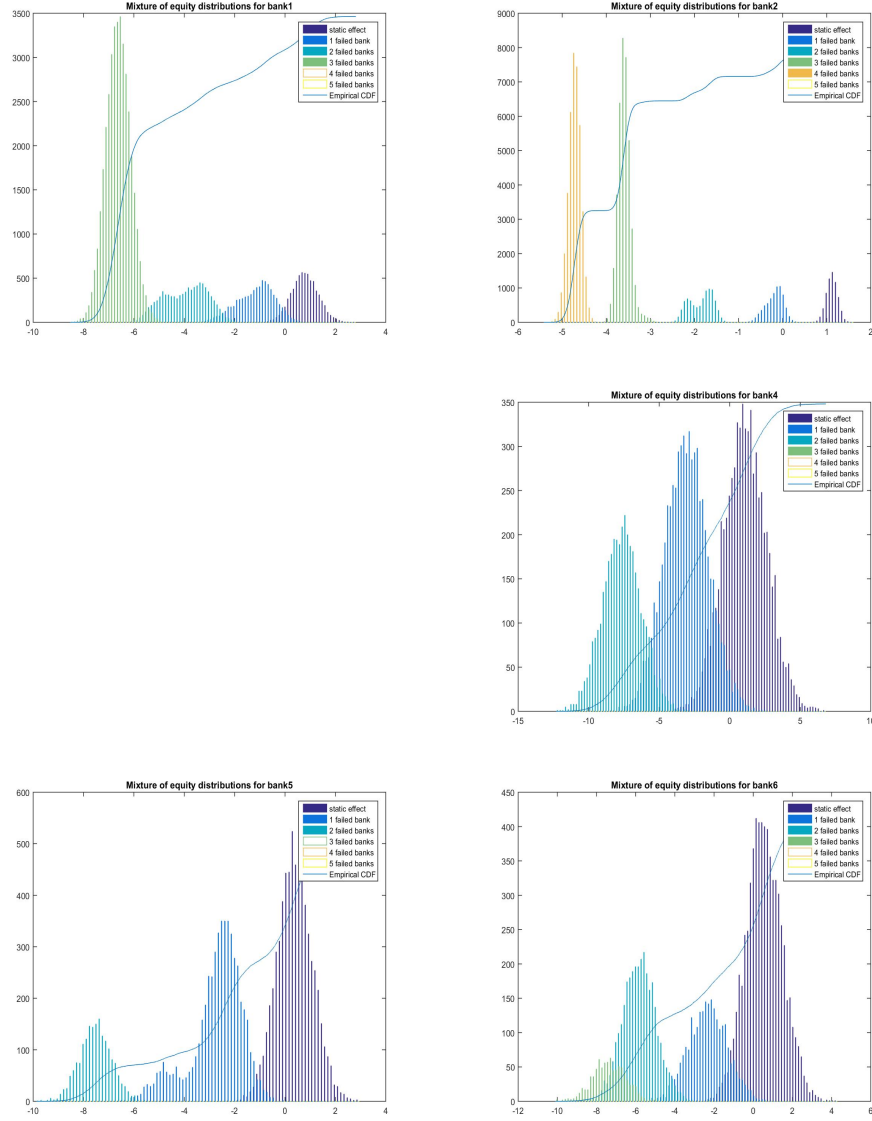 Mixture of equity distributions for bank1
3500
3000
2500
2000
1500
1000
500
0
-10
-8
-6
-4
-2
0
2
4
static effect
1 failed bank
2 failed banks
3 failed banks
4 failed banks
5 failed banks
Empirical CDF
Mixture of equity distributions for bank2
9000
8000
7000
6000
5000
4000
3000
2000
1000
0
-6
-5
-4
-3
-2
-1
0
1
2
static effect
1 failed bank
2 failed banks
3 failed banks
4 failed banks
5 failed banks
Empirical CDF
Mixture of equity distributions for bank4
350
300
250
200
150
100
50
0
-15
-10
-5
0
5
10
static effect
1 failed bank
2 failed banks
3 failed banks
4 failed banks
5 failed banks
Empirical CDF
Mixture of equity distributions for bank5
600
500
400
300
200
100
0
-10
-8
-6
-4
-2
0
2
4
static effect
1 failed bank
2 failed banks
3 failed banks
4 failed banks
5 failed banks
Empirical CDF
Mixture of equity distributions for bank6
450
400
350
300
250
200
150
100
50
0
-12
-10
-8
-6
-4
-2
0
2
4
6
static effect
1 failed bank
2 failed banks
3 failed banks
4 failed banks
5 failed banks
Empirical CDF